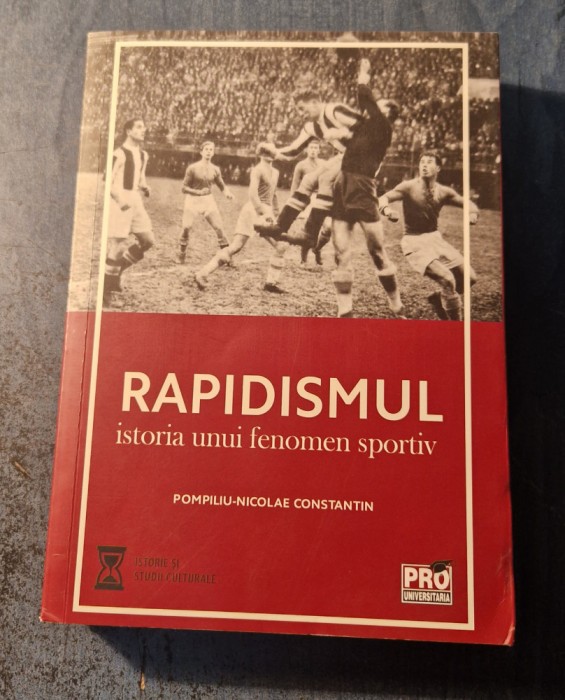 RAPIDISMUL
istoria unui fenomen sportiv
POMPILIU-NICOLAE CONSTANTIN
ISTORIE ȘI
STUDII CULTURALE
PRO
UNIVERSITARIA